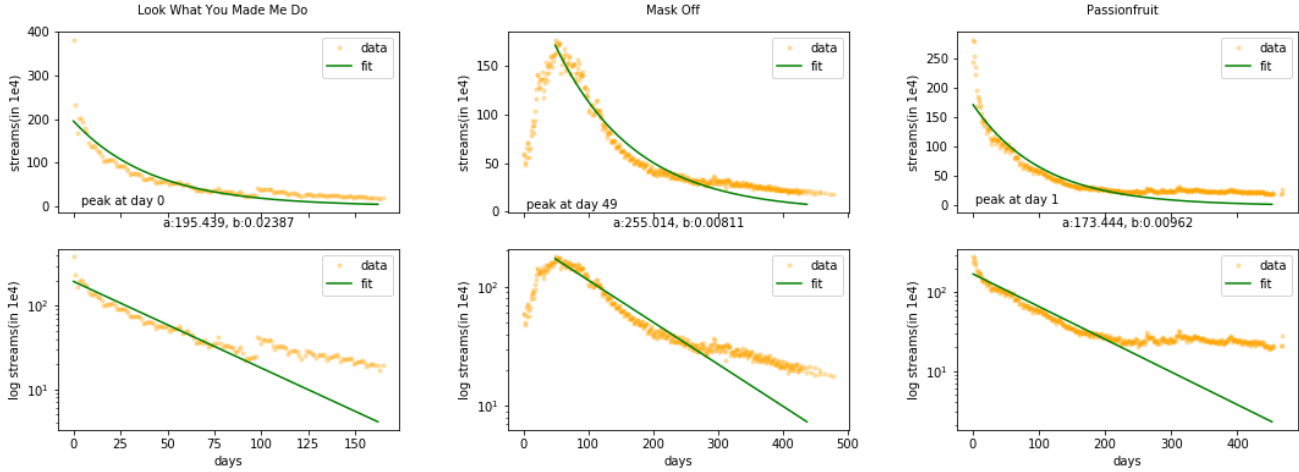 Look What You Made Me Do
400
300
200
100
0
streams(in 1e4)
data
fit
peak at day 0
a:195.439, b:0.02387
Mask Off
150
100
50
0
streams(in 1e4)
data
fit
peak at day 49
a:255.014, b:0.00811
Passionfruit
250
200
150
100
50
0
streams(in 1e4)
data
fit
peak at day 1
a:173.444, b:0.00962
10²
10¹
log streams(in 1e4)
data
fit
0 25 50 75 100 125 150
days
10²
10¹
log streams(in 1e4)
data
fit
0 100 200 300 400 500
days
10²
10¹
log streams(in 1e4)
data
fit
0 100 200 300 400
days